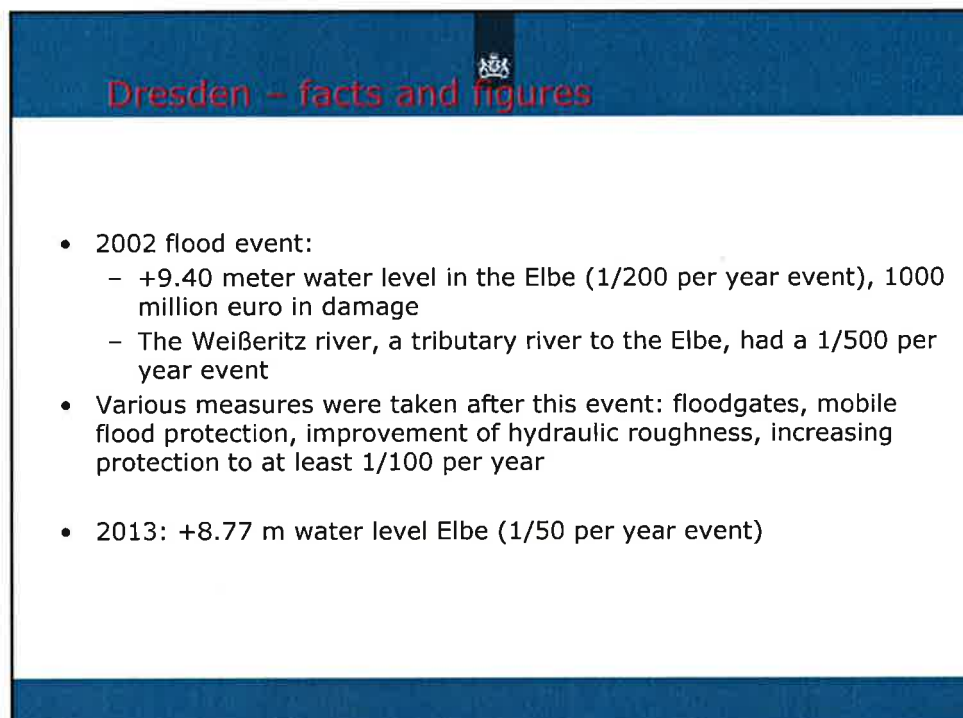 Dresden – facts and figures
• 2002 flood event:
– +9.40 meter water level in the Elbe (1/200 per year event), 1000
million euro in damage
– The Weißeritz river, a tributary river to the Elbe, had a 1/500 per
year event
• Various measures were taken after this event: floodgates, mobile
flood protection, improvement of hydraulic roughness, increasing
protection to at least 1/100 per year
• 2013: +8.77 m water level Elbe (1/50 per year event)